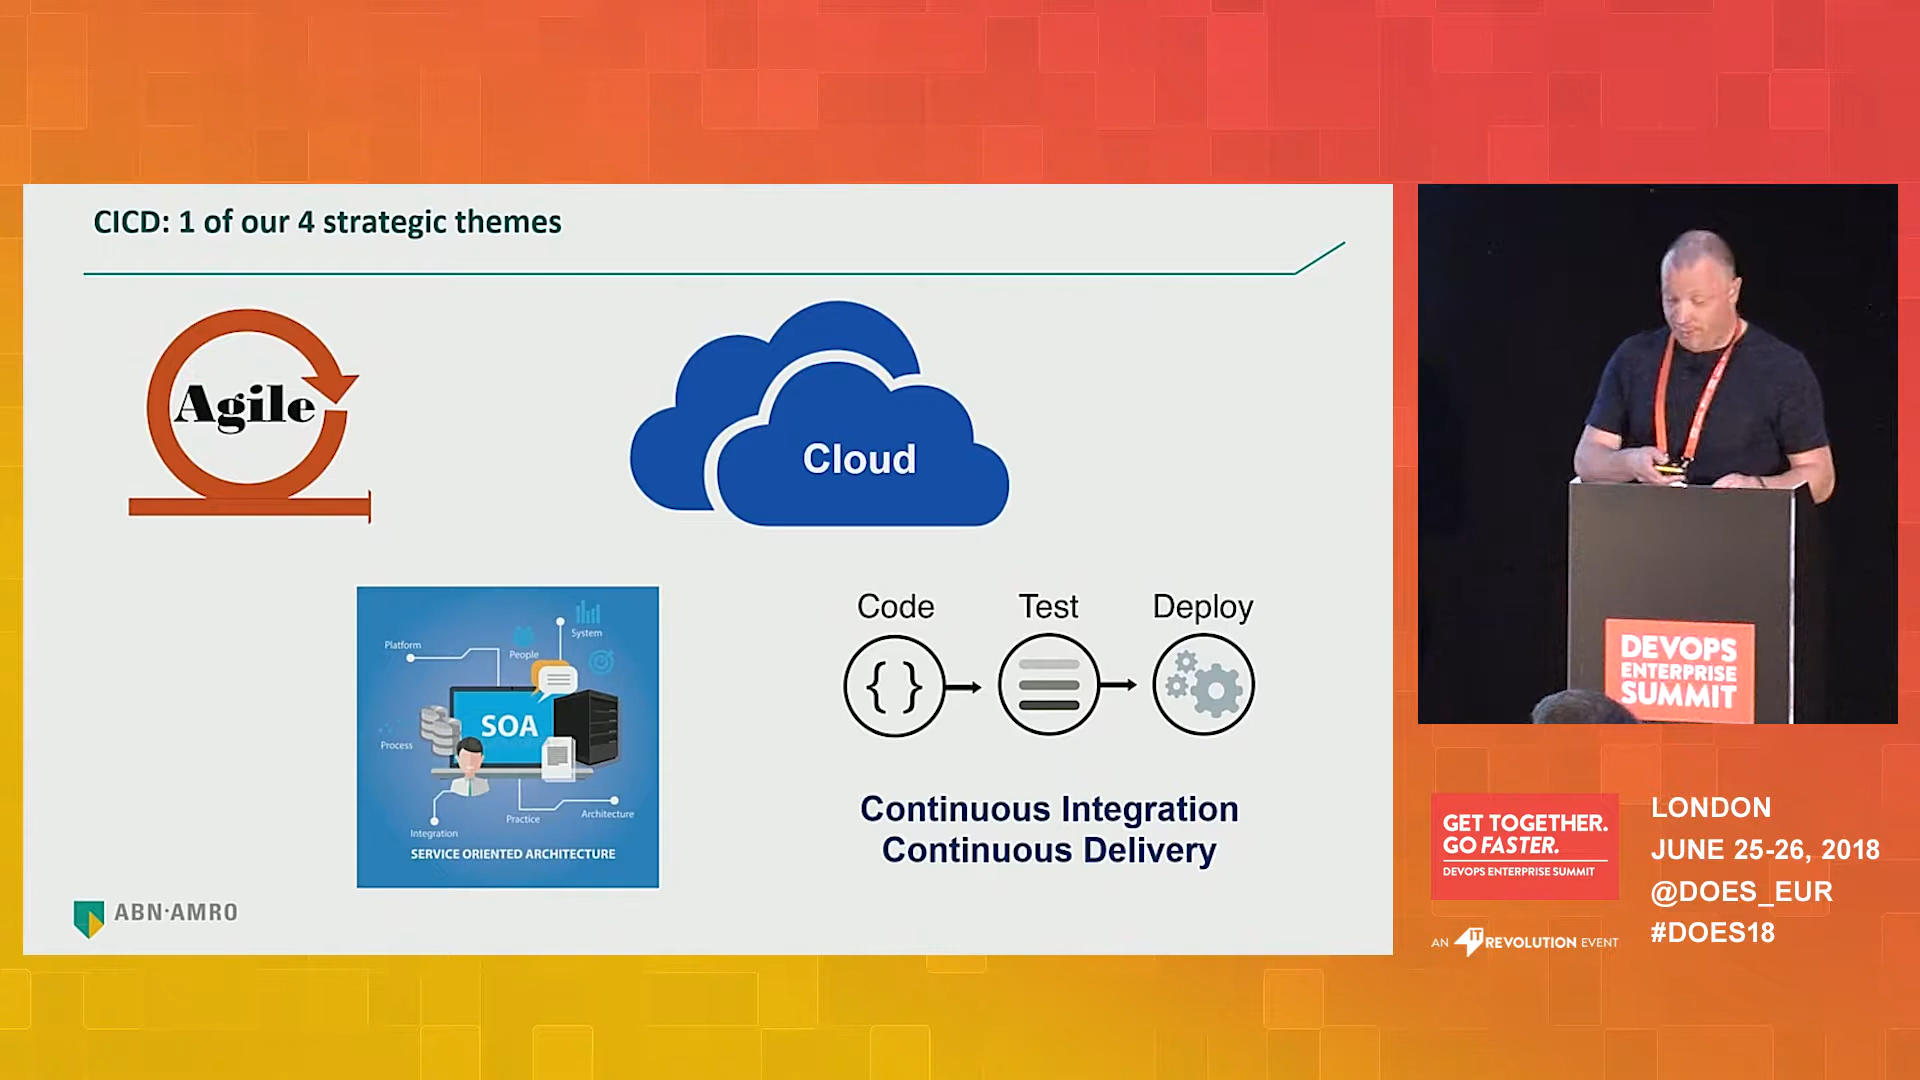 CICD: 1 of our 4 strategic themes
Agile
Cloud
Platform
People
System
SOA
Process
Integration
Practice
Architecture
SERVICE ORIENTED ARCHITECTURE
Code
Test
Deploy
{ }
Continuous Integration
Continuous Delivery
ABN·AMRO
DEVOPS
ENTERPRISE
SUMMIT
GET TOGETHER.
GO FASTER.
DEVOPS ENTERPRISE SUMMIT
AN IT REVOLUTION EVENT
LONDON
JUNE 25-26, 2018
@DOES_EUR
#DOES18